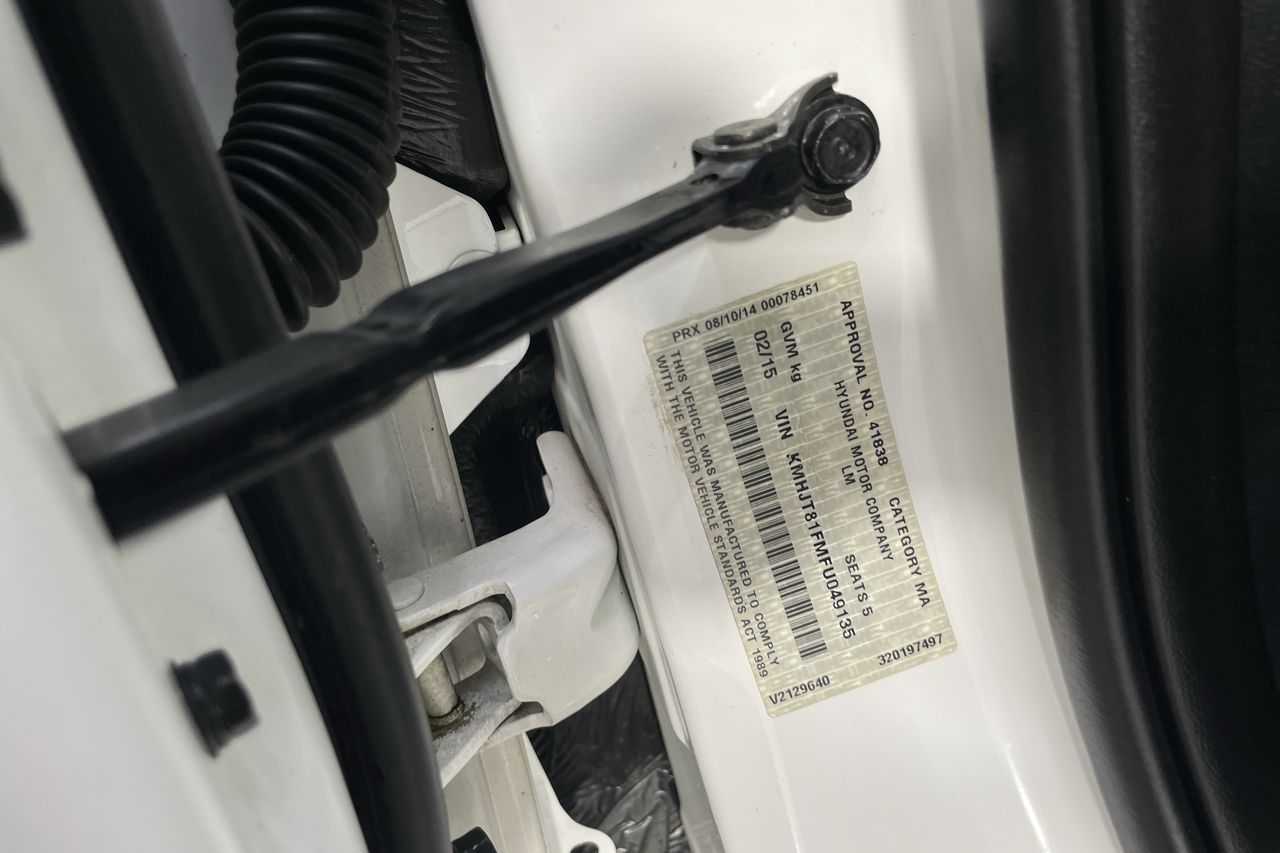 APPROVAL NO. 41838 CATEGORY MA
HYUNDAI MOTOR COMPANY
LM SEATS 5
GVM kg
02/15 VIN KMHJT81FMFU049135
THIS VEHICLE WAS MANUFACTURED TO COMPLY
WITH THE MOTOR VEHICLE STANDARDS ACT 1989
PRX 08/10/14 00078451
320197497
V2129640